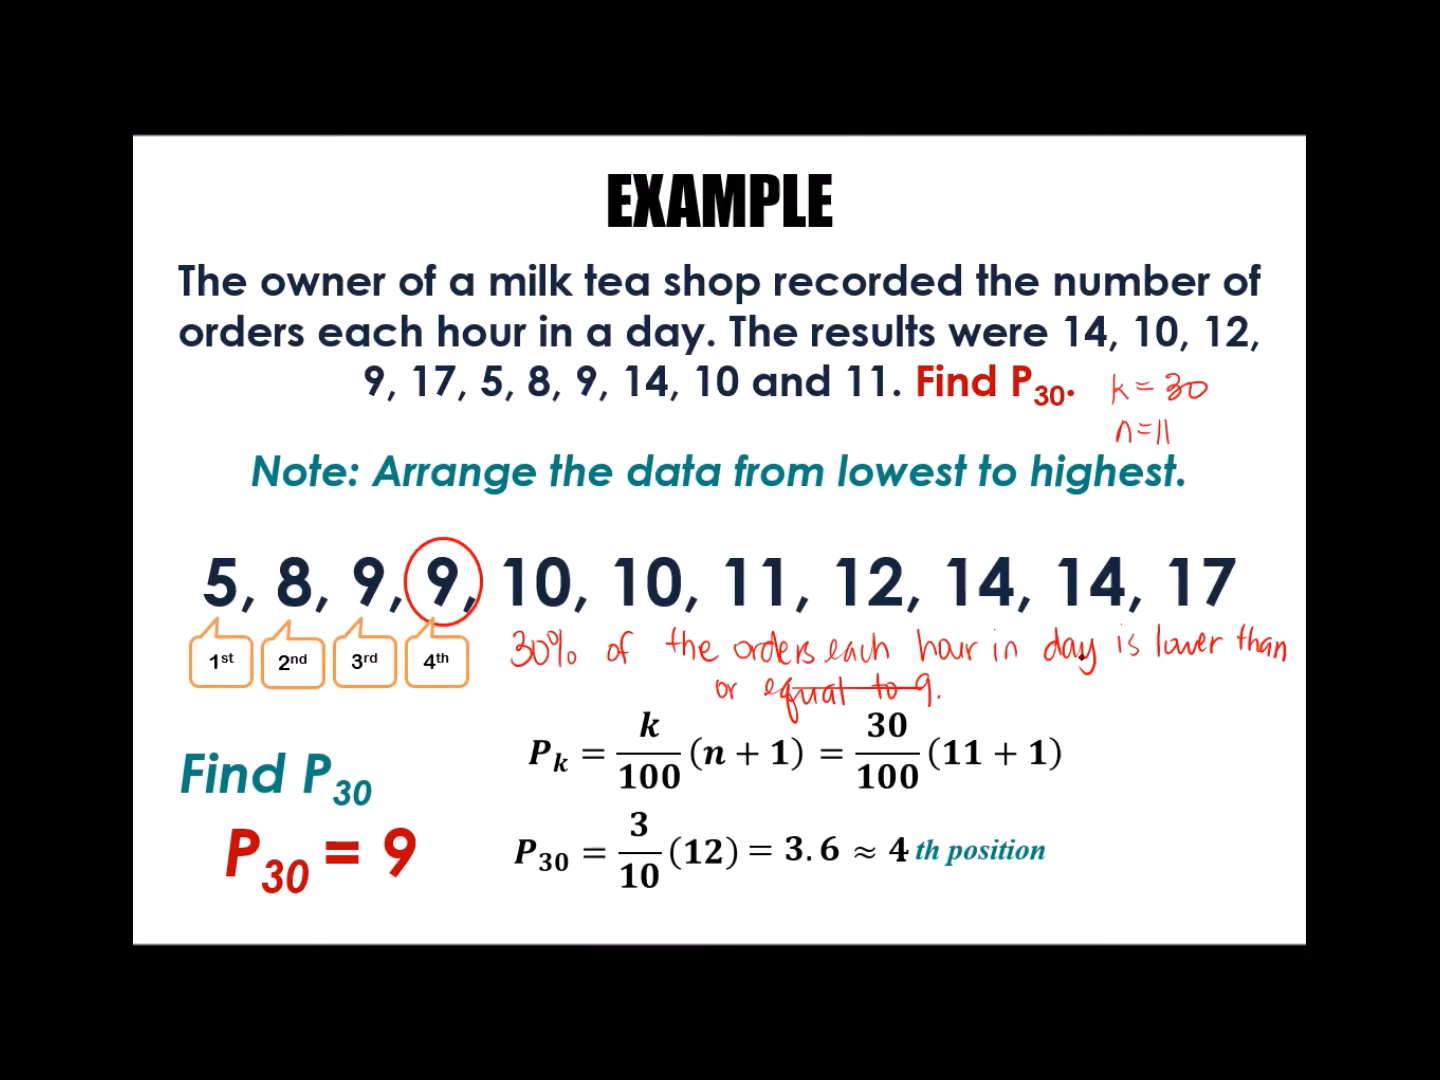 EXAMPLE
The owner of a milk tea shop recorded the number of
orders each hour in a day. The results were 14, 10, 12,
9, 17, 5, 8, 9, 14, 10 and 11. Find P30.
k = 30
n = 11
Note: Arrange the data from lowest to highest.
5, 8, 9, 9, 10, 10, 11, 12, 14, 14, 17
1st 2nd 3rd 4th
30% of the orders each hour in day is lower than
or equal to 9.
Pk = k/100 (n + 1) = 30/100 (11 + 1)
Find P30
P30 = 9
P30 = 3/10 (12) = 3.6 ≈ 4 th position